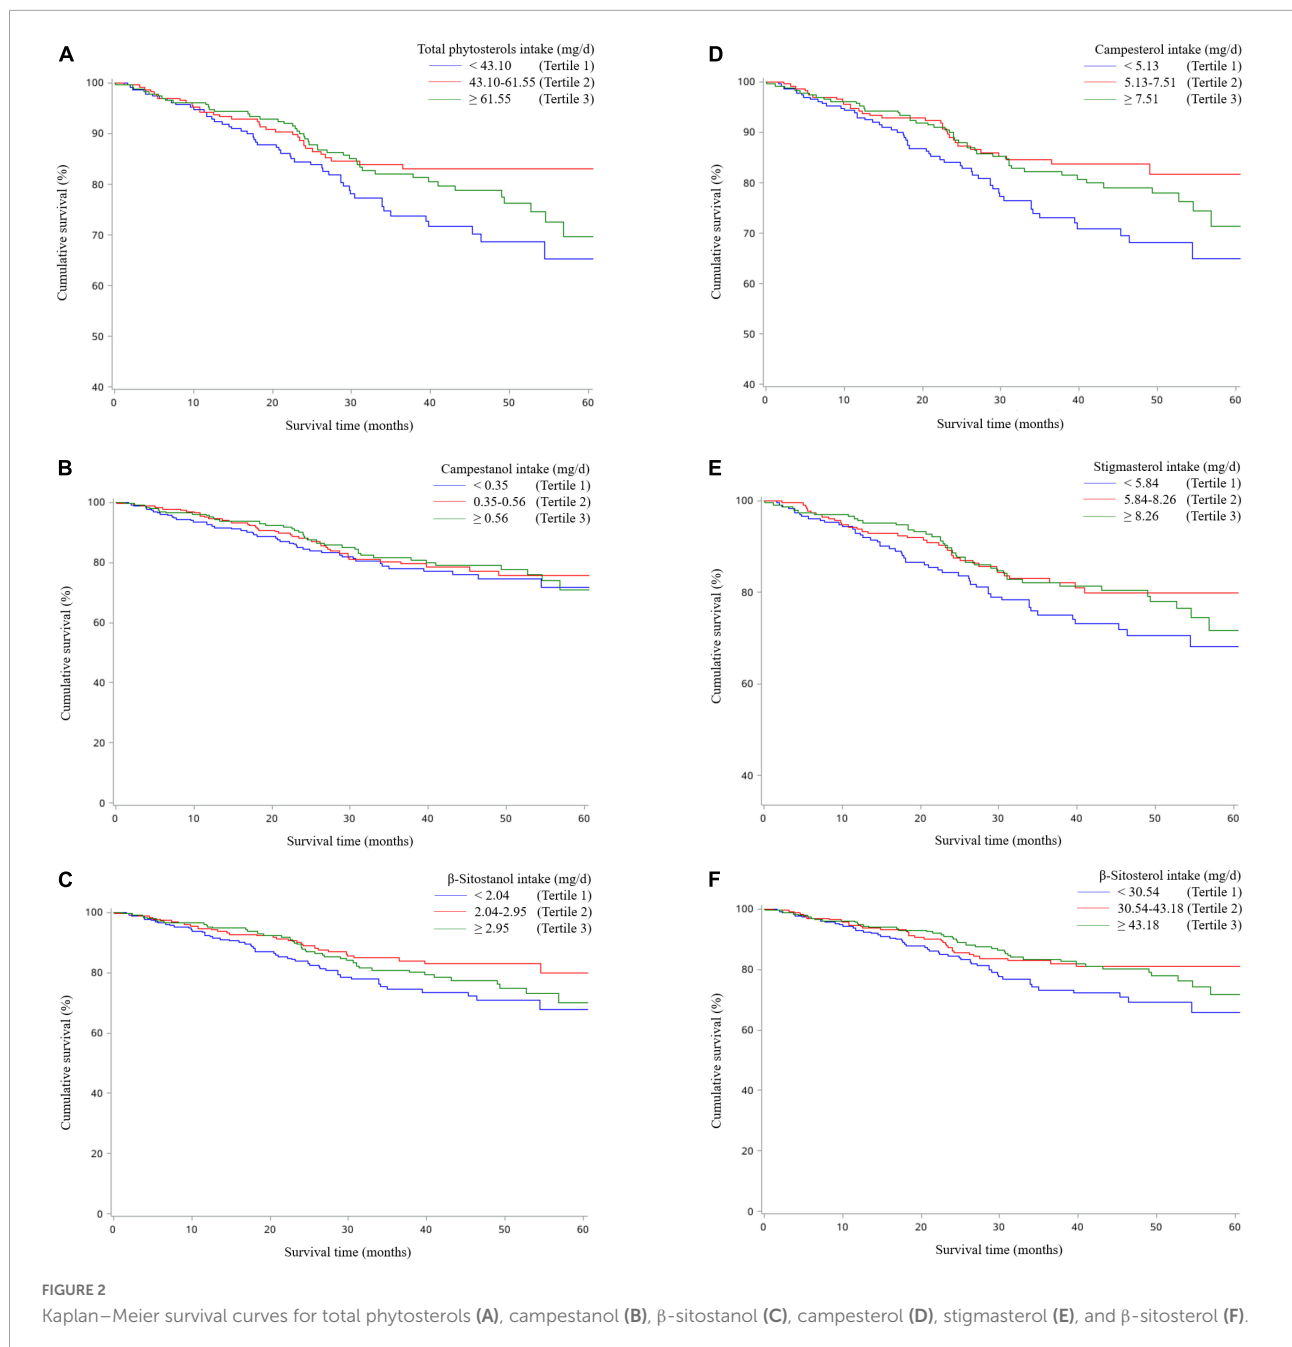 A
Total phytosterols intake (mg/d)
< 43.10 (Tertile 1)
43.10-61.55 (Tertile 2)
≥ 61.55 (Tertile 3)
Cumulative survival (%)
100
90
80
70
60
50
40
0 10 20 30 40 50 60
Survival time (months)
D
Campesterol intake (mg/d)
< 5.13 (Tertile 1)
5.13-7.51 (Tertile 2)
≥ 7.51 (Tertile 3)
Cumulative survival (%)
100
90
80
70
60
50
40
0 10 20 30 40 50 60
Survival time (months)
B
Campestanol intake (mg/d)
< 0.35 (Tertile 1)
0.35-0.56 (Tertile 2)
≥ 0.56 (Tertile 3)
Cumulative survival (%)
100
80
60
40
20
0
0 10 20 30 40 50 60
Survival time (months)
E
Stigmasterol intake (mg/d)
< 5.84 (Tertile 1)
5.84-8.26 (Tertile 2)
≥ 8.26 (Tertile 3)
Cumulative survival (%)
100
80
60
40
0 10 20 30 40 50 60
Survival time (months)
C
β-Sitostanol intake (mg/d)
< 2.04 (Tertile 1)
2.04-2.95 (Tertile 2)
≥ 2.95 (Tertile 3)
Cumulative survival (%)
100
80
60
40
20
0
0 10 20 30 40 50 60
Survival time (months)
F
β-Sitosterol intake (mg/d)
< 30.54 (Tertile 1)
30.54-43.18 (Tertile 2)
≥ 43.18 (Tertile 3)
Cumulative survival (%)
100
80
60
40
20
0
0 10 20 30 40 50 60
Survival time (months)
FIGURE 2
Kaplan–Meier survival curves for total phytosterols (A), campestanol (B), β-sitostanol (C), campesterol (D), stigmasterol (E), and β-sitosterol (F).